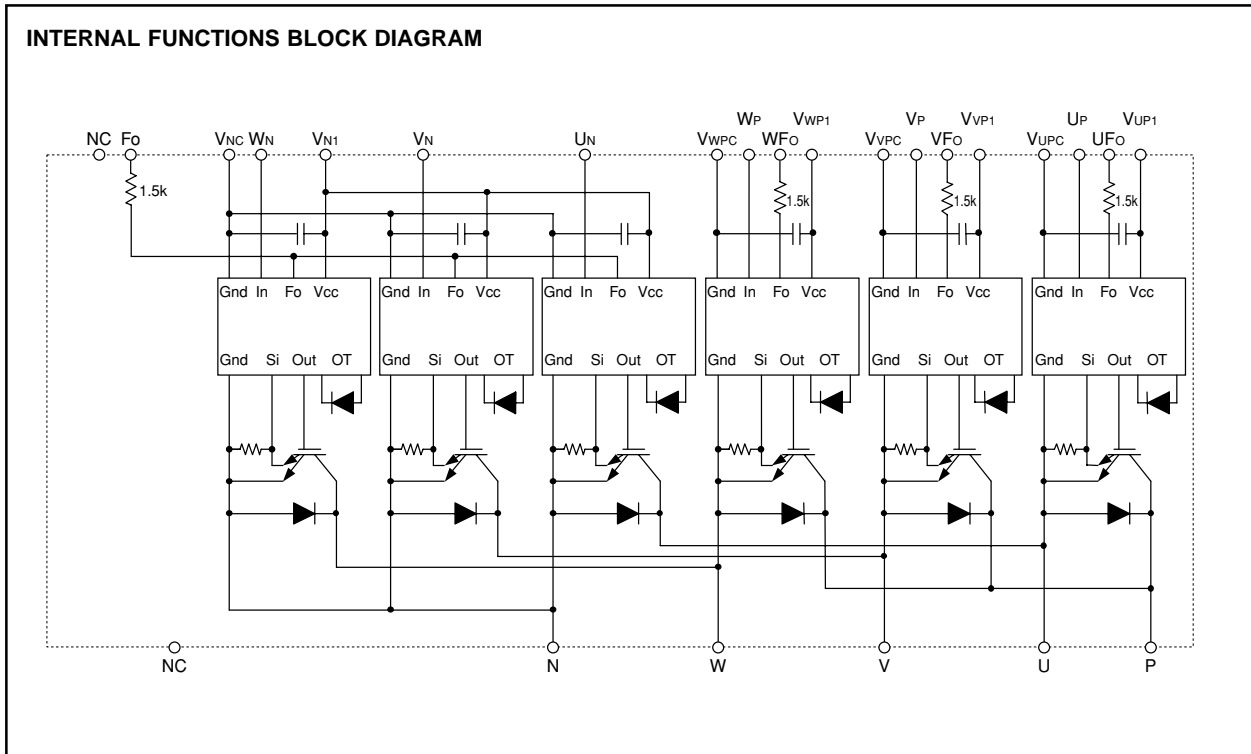 INTERNAL FUNCTIONS BLOCK DIAGRAM
WP VWP1 VP VVP1 UP VUP1
NC Fo VNC WN VN1 VN UN VWPC WFO VVPC VFO VUPC UFO
1.5k 1.5k 1.5k 1.5k
Gnd In Fo Vcc Gnd In Fo Vcc Gnd In Fo Vcc Gnd In Fo Vcc Gnd In Fo Vcc Gnd In Fo Vcc
Gnd Si Out OT Gnd Si Out OT Gnd Si Out OT Gnd Si Out OT Gnd Si Out OT Gnd Si Out OT
NC N W V U P